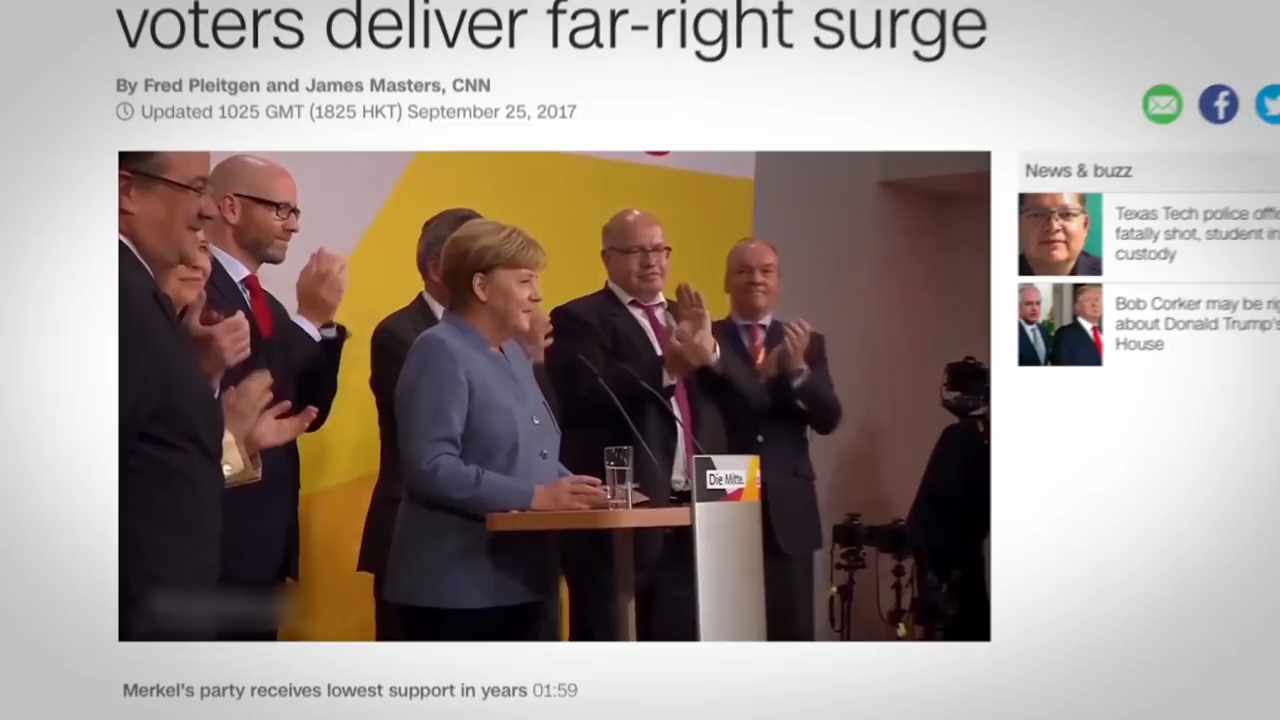 voters deliver far-right surge
By Fred Pleitgen and James Masters, CNN
Updated 1025 GMT (1825 HKT) September 25, 2017
News & buzz
Texas Tech police
fatally shot, student in
custody
Bob Corker may be
about Donald Trump's
House
Die Mitte.
Merkel's party receives lowest support in years 01:59